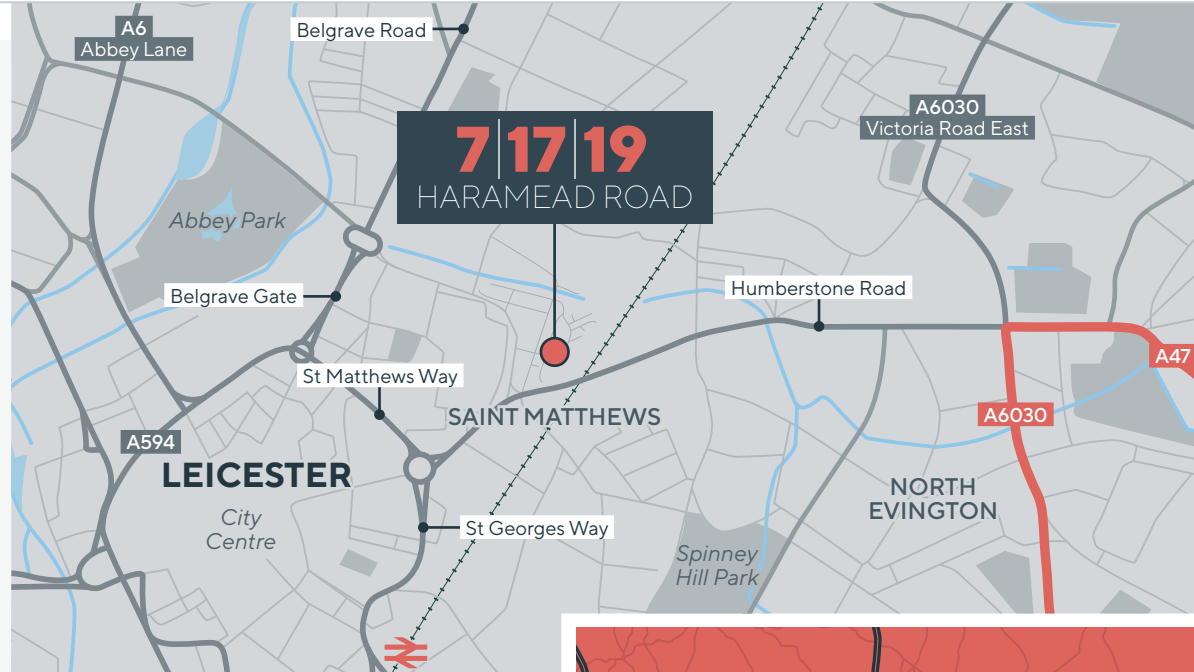 Belgrave Road
A6
Abbey Lane
A6030
Victoria Road East
7|17|19
HARAMEAD ROAD
Abbey Park
Humberstone Road
Belgrave Gate
A47
St Matthews Way
A6030
SAINT MATTHEWS
A594
LEICESTER
NORTH
EVINGTON
City
Centre
St Georges Way
Spinney
Hill Park